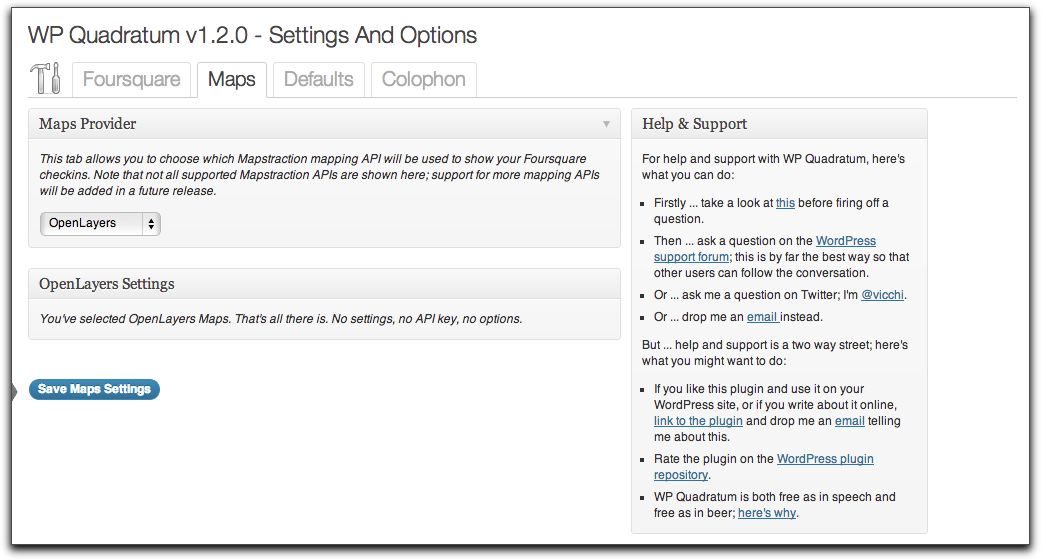 WP Quadratum v1.2.0 - Settings And Options
Foursquare
Maps
Defaults
Colophon
Maps Provider
This tab allows you to choose which Mapstraction mapping API will be used to show your Foursquare
checkins. Note that not all supported Mapstraction APIs are shown here; support for more mapping APIs
will be added in a future release.
OpenLayers
OpenLayers Settings
You've selected OpenLayers Maps. That's all there is. No settings, no API key, no options.
Save Maps Settings
Help & Support
For help and support with WP Quadratum, here's
what you can do:
Firstly ... take a look at this before firing off a
question.
Then ... ask a question on the WordPress
support forum; this is by far the best way so that
other users can follow the conversation.
Or ... ask me a question on Twitter; I'm @vicchi.
Or ... drop me an email instead.
But ... help and support is a two way street; here's
what you might want to do:
If you like this plugin and use it on your
WordPress site, or if you write about it online,
link to the plugin and drop me an email telling
me about this.
Rate the plugin on the WordPress plugin
repository.
WP Quadratum is both free as in speech and
free as in beer; here's why.